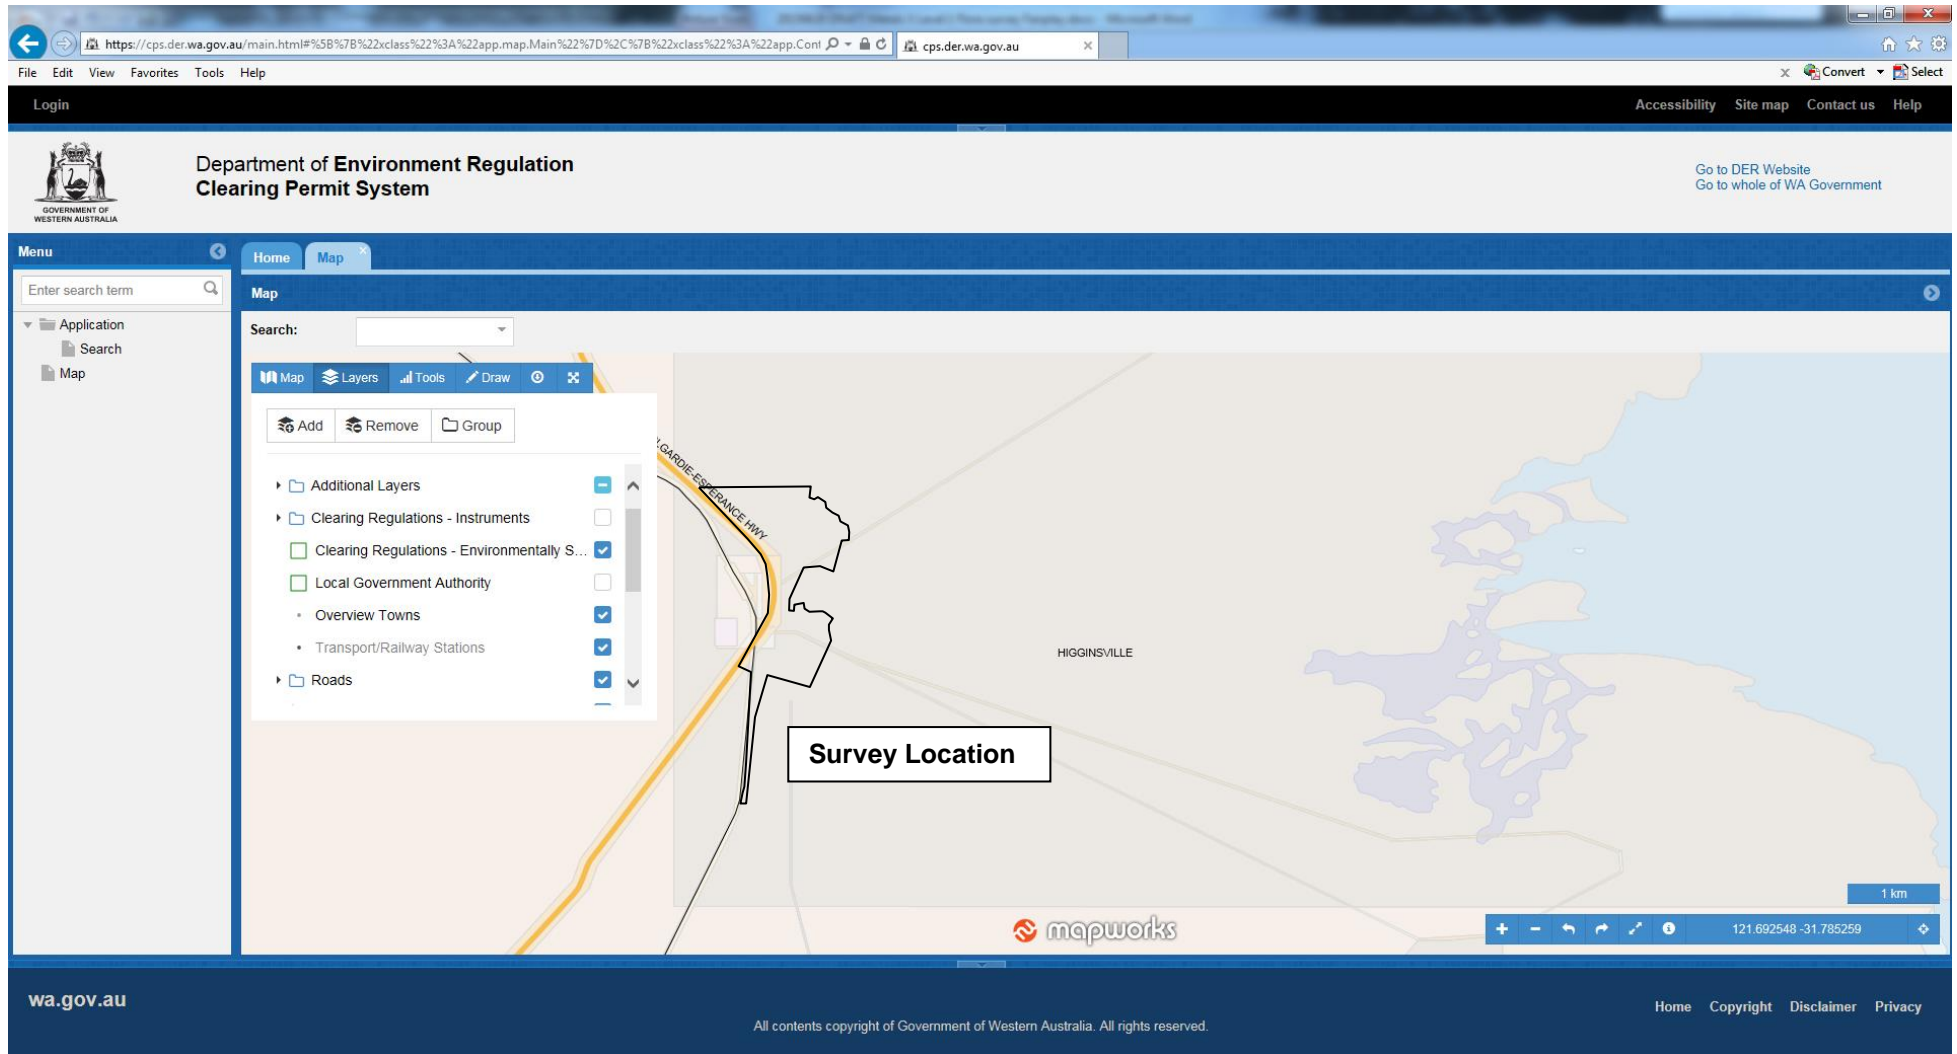 https://cps.der.wa.gov.au/main.html#%5B%7B%22xclass%22%3A%22app.map.Main%22%7D%2C%7B%22xclass%22%3A%22app.Cont
cps.der.wa.gov.au
File Edit View Favorites Tools Help
Convert Select
Login
Accessibility Site map Contact us Help
GOVERNMENT OF
WESTERN AUSTRALIA
Department of Environment Regulation
Clearing Permit System
Go to DER Website
Go to whole of WA Government
Menu
Home Map
Enter search term
Map
Application
Search
Map
Search:
Map Layers Tools Draw
Add Remove Group
Additional Layers
Clearing Regulations - Instruments
Clearing Regulations - Environmentally S...
Local Government Authority
Overview Towns
Transport/Railway Stations
Roads
GARDIE-ESPERANCE HWY
HIGGINSVILLE
Survey Location
1 km
mapworks
121.692548 -31.785259
wa.gov.au
Home Copyright Disclaimer Privacy
All contents copyright of Government of Western Australia. All rights reserved.